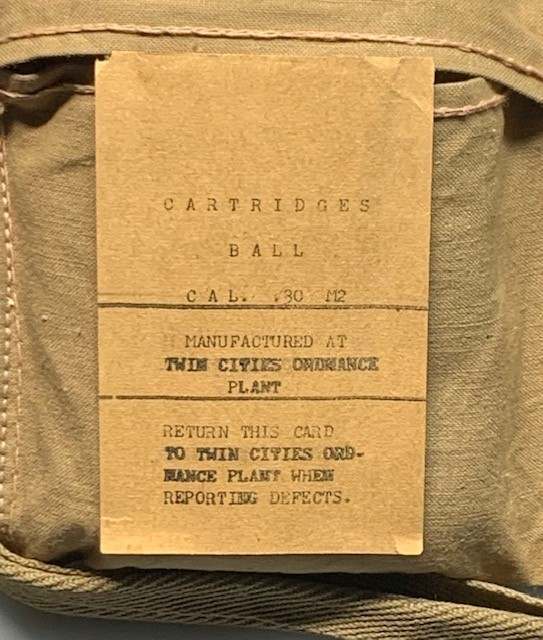 CARTRIDGES
BALL
CAL. .30 M2
MANUFACTURED AT
TWIN CITIES ORDNANCE
PLANT
RETURN THIS CARD
TO TWIN CITIES ORD-
NANCE PLANT WHEN
REPORTING DEFECTS.